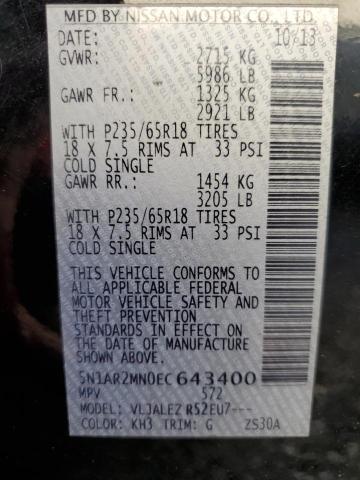 MFD BY NISSAN MOTOR CO., LTD.
DATE: 10/13
GVWR: 2715 KG
5986 LB
GAWR FR.: 1325 KG
2921 LB
WITH P235/65R18 TIRES
18 X 7.5 RIMS AT 33 PSI
COLD SINGLE
GAWR RR.: 1454 KG
3205 LB
WITH P235/65R18 TIRES
18 X 7.5 RIMS AT 33 PSI
COLD SINGLE
THIS VEHICLE CONFORMS TO
ALL APPLICABLE FEDERAL
MOTOR VEHICLE SAFETY AND
THEFT PREVENTION
STANDARDS IN EFFECT ON
THE DATE OF MANUFACTURE
SHOWN ABOVE.
5N1AR2MN0EC643400
MPV 572
MODEL: VLJALEZ R52EU7---
COLOR: KH3 TRIM: G ZS30A